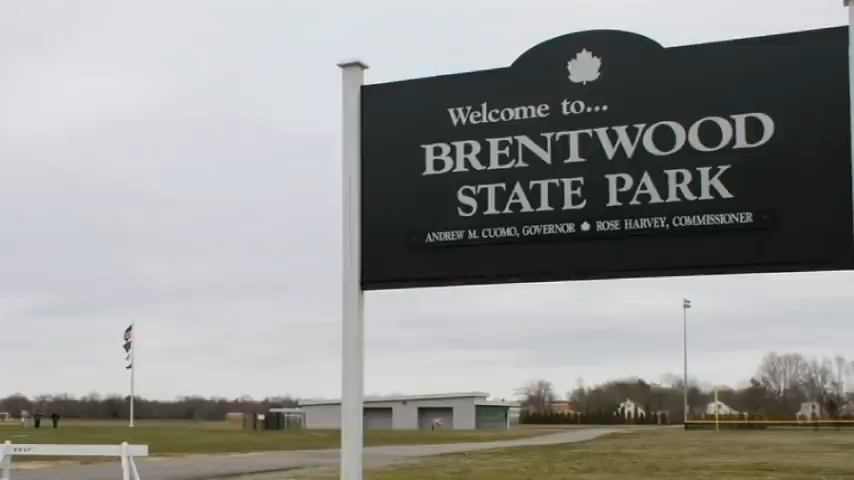 Welcome to...
BRENTWOOD
STATE PARK
ANDREW M. CUOMO, GOVERNOR ROSE HARVEY, COMMISSIONER